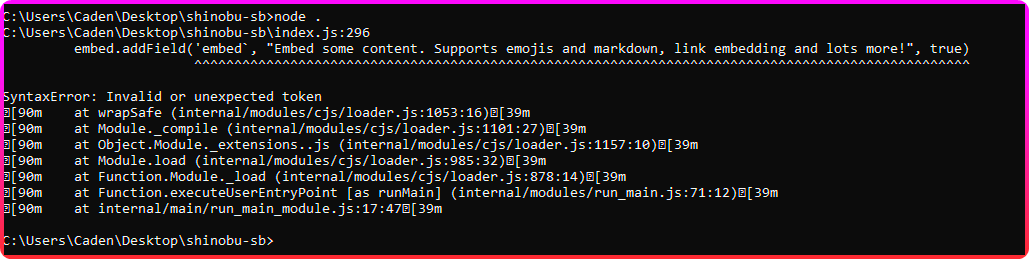 C:\Users\Caden\Desktop\shinobu-sb>node .
C:\Users\Caden\Desktop\shinobu-sb\index.js:296
        embed.addField('embed`, "Embed some content. Supports emojis and markdown, link embedding and lots more!", true)
                       ^^^^^^^^^^^^^^^^^^^^^^^^^^^^^^^^^^^^^^^^^^^^^^^^^^^^^^^^^^^^^^^^^^^^^^^^^^^^^^^^^^^^^^^^^^^^^^^^^

SyntaxError: Invalid or unexpected token
␛[90m    at wrapSafe (internal/modules/cjs/loader.js:1053:16)␛[39m
␛[90m    at Module._compile (internal/modules/cjs/loader.js:1101:27)␛[39m
␛[90m    at Object.Module._extensions..js (internal/modules/cjs/loader.js:1157:10)␛[39m
␛[90m    at Module.load (internal/modules/cjs/loader.js:985:32)␛[39m
␛[90m    at Function.Module._load (internal/modules/cjs/loader.js:878:14)␛[39m
␛[90m    at Function.executeUserEntryPoint [as runMain] (internal/modules/run_main.js:71:12)␛[39m
␛[90m    at internal/main/run_main_module.js:17:47␛[39m

C:\Users\Caden\Desktop\shinobu-sb>